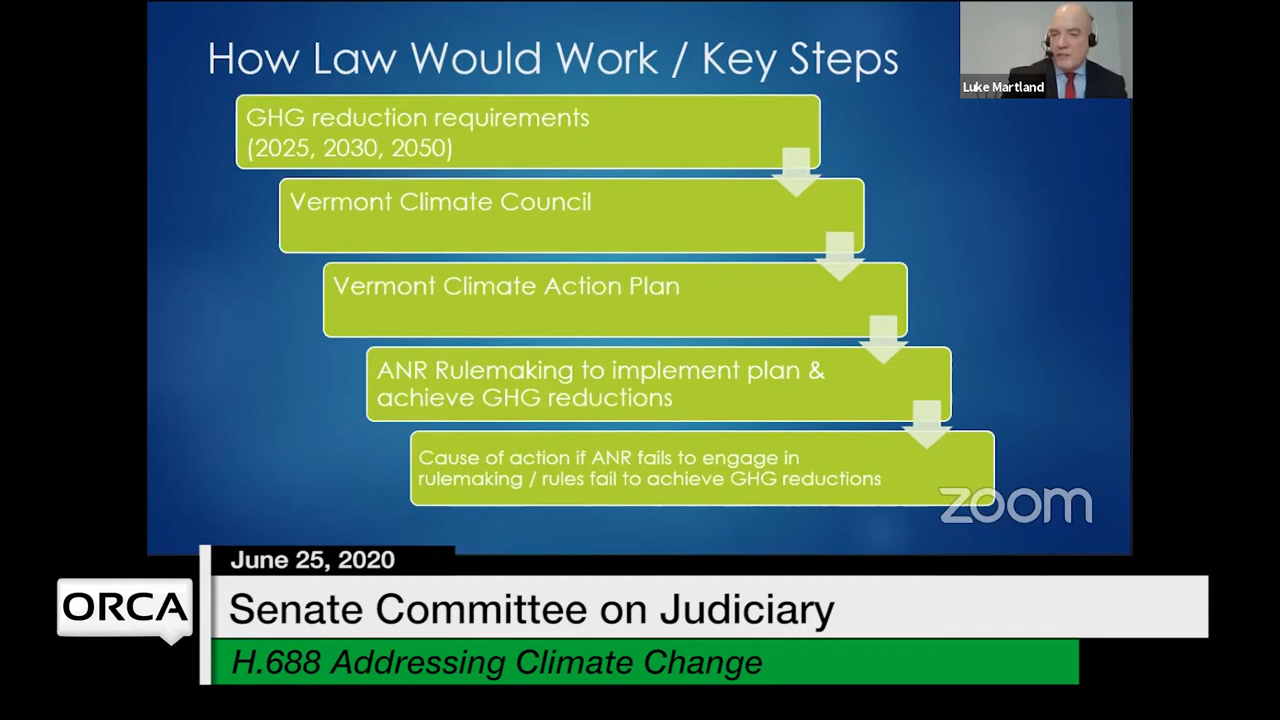 How Law Would Work / Key Steps
Luke Martland
GHG reduction requirements
(2025, 2030, 2050)
Vermont Climate Council
Vermont Climate Action Plan
ANR Rulemaking to implement plan &
achieve GHG reductions
Cause of action if ANR fails to engage in
rulemaking / rules fail to achieve GHG reductions
zoom
June 25, 2020
ORCA
Senate Committee on Judiciary
H.688 Addressing Climate Change